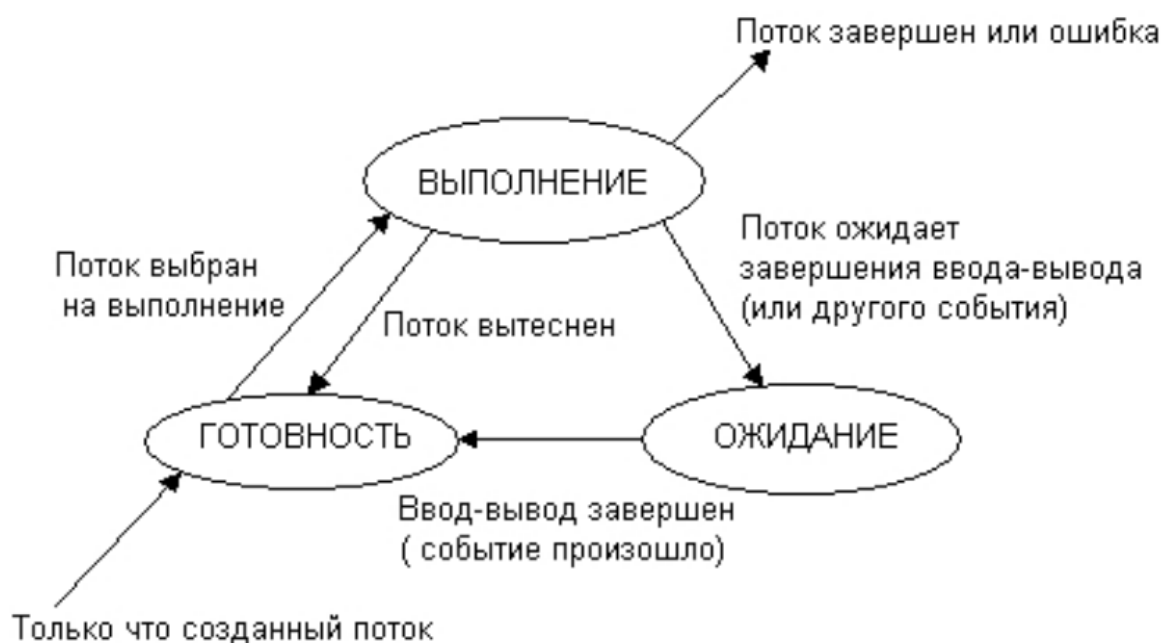 Поток завершен или ошибка
ВЫПОЛНЕНИЕ
Поток выбран
на выполнение
Поток вытеснен
Поток ожидает
завершения ввода-вывода
(или другого события)
ГОТОВНОСТЬ
ОЖИДАНИЕ
Ввод-вывод завершен
( событие произошло)
Только что созданный поток